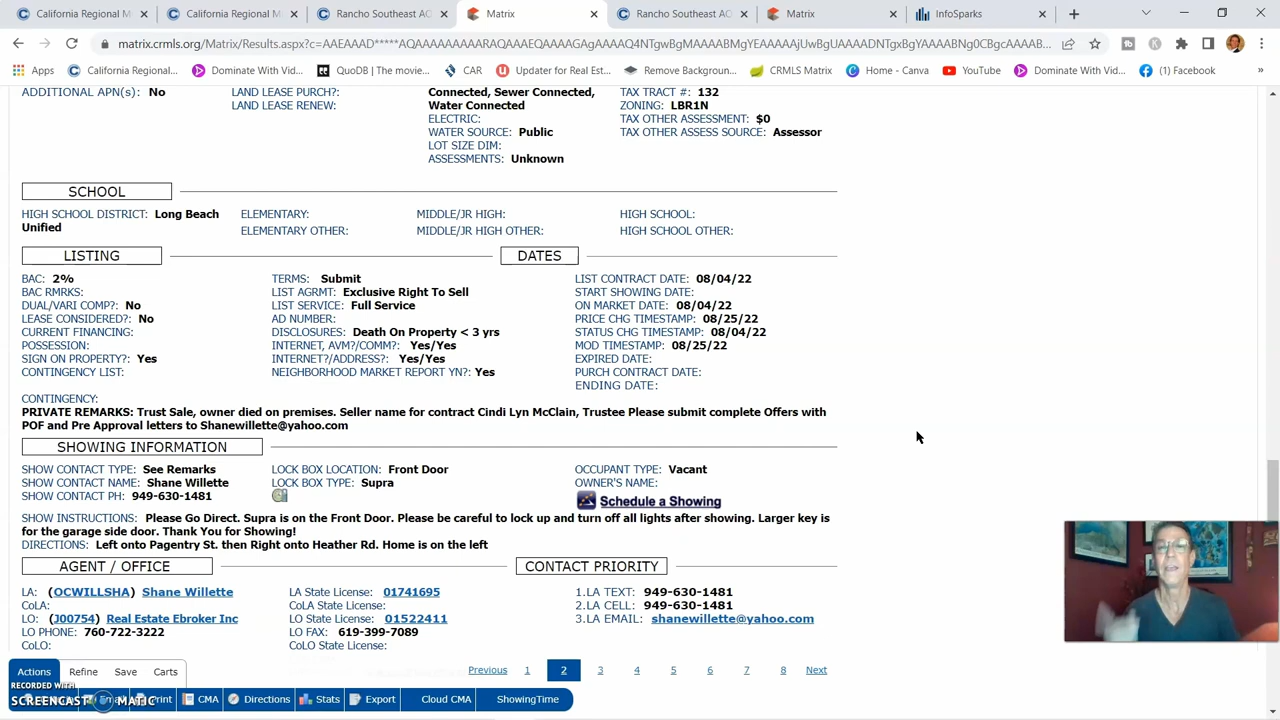 California Regional M
California Regional M
Rancho Southeast AO
Matrix
Rancho Southeast AO
Matrix
InfoSparks
matrix.crmls.org/Matrix/Results.aspx?c=AAEAAAD*****AQAAAAAAAAARAQAAAEQAAAAGAgAAAAQ4NTgwBgMAAAABMgYEAAAAAjUwBgUAAAADNTgxBgYAAAABNg0CBgcAAAAB...
Apps
California Regional...
Dominate With Vid...
QuoDB | The movie...
CAR
Updater for Real Est...
Remove Backgroun...
CRMLS Matrix
Home - Canva
YouTube
Dominate With Vid...
(1) Facebook
»
ADDITIONAL APN(s): No
LAND LEASE PURCH?:
LAND LEASE RENEW:
Connected, Sewer Connected,
Water Connected
ELECTRIC:
WATER SOURCE: Public
LOT SIZE DIM:
ASSESSMENTS: Unknown
TAX TRACT #: 132
ZONING: LBR1N
TAX OTHER ASSESSMENT: $0
TAX OTHER ASSESS SOURCE: Assessor
SCHOOL
HIGH SCHOOL DISTRICT: Long Beach
Unified
ELEMENTARY:
ELEMENTARY OTHER:
MIDDLE/JR HIGH:
MIDDLE/JR HIGH OTHER:
HIGH SCHOOL:
HIGH SCHOOL OTHER:
LISTING
BAC: 2%
BAC RMRKS:
DUAL/VARI COMP?: No
LEASE CONSIDERED?: No
CURRENT FINANCING:
POSSESSION:
SIGN ON PROPERTY?: Yes
CONTINGENCY LIST:
TERMS: Submit
LIST AGRMT: Exclusive Right To Sell
LIST SERVICE: Full Service
AD NUMBER:
DISCLOSURES: Death On Property < 3 yrs
INTERNET, AVM?/COMM?: Yes/Yes
INTERNET?/ADDRESS?: Yes/Yes
NEIGHBORHOOD MARKET REPORT YN?: Yes
DATES
LIST CONTRACT DATE: 08/04/22
START SHOWING DATE:
ON MARKET DATE: 08/04/22
PRICE CHG TIMESTAMP: 08/25/22
STATUS CHG TIMESTAMP: 08/04/22
MOD TIMESTAMP: 08/25/22
EXPIRED DATE:
PURCH CONTRACT DATE:
ENDING DATE:
CONTINGENCY:
PRIVATE REMARKS: Trust Sale, owner died on premises. Seller name for contract Cindi Lyn McClain, Trustee Please submit complete Offers with
POF and Pre Approval letters to Shanewillette@yahoo.com
SHOWING INFORMATION
SHOW CONTACT TYPE: See Remarks
SHOW CONTACT NAME: Shane Willette
SHOW CONTACT PH: 949-630-1481
LOCK BOX LOCATION: Front Door
LOCK BOX TYPE: Supra
OCCUPANT TYPE: Vacant
OWNER'S NAME:
Schedule a Showing
SHOW INSTRUCTIONS: Please Go Direct. Supra is on the Front Door. Please be careful to lock up and turn off all lights after showing. Larger key is
for the garage side door. Thank You for Showing!
DIRECTIONS: Left onto Pagentry St. then Right onto Heather Rd. Home is on the left
AGENT / OFFICE
LA: (OCWILLSHA) Shane Willette
CoLA:
LO: (J00754) Real Estate Ebroker Inc
LO PHONE: 760-722-3222
CoLO:
LA State License: 01741695
CoLA State License:
LO State License: 01522411
LO FAX: 619-399-7089
CoLO State License:
CONTACT PRIORITY
1.LA TEXT: 949-630-1481
2.LA CELL: 949-630-1481
3.LA EMAIL: shanewillette@yahoo.com
Actions
Refine
Save
Carts
Previous 1 2 3 4 5 6 7 8 Next
RECORDED WITH
SCREENCAST MATIC
CMA
Directions
Stats
Export
Cloud CMA
ShowingTime